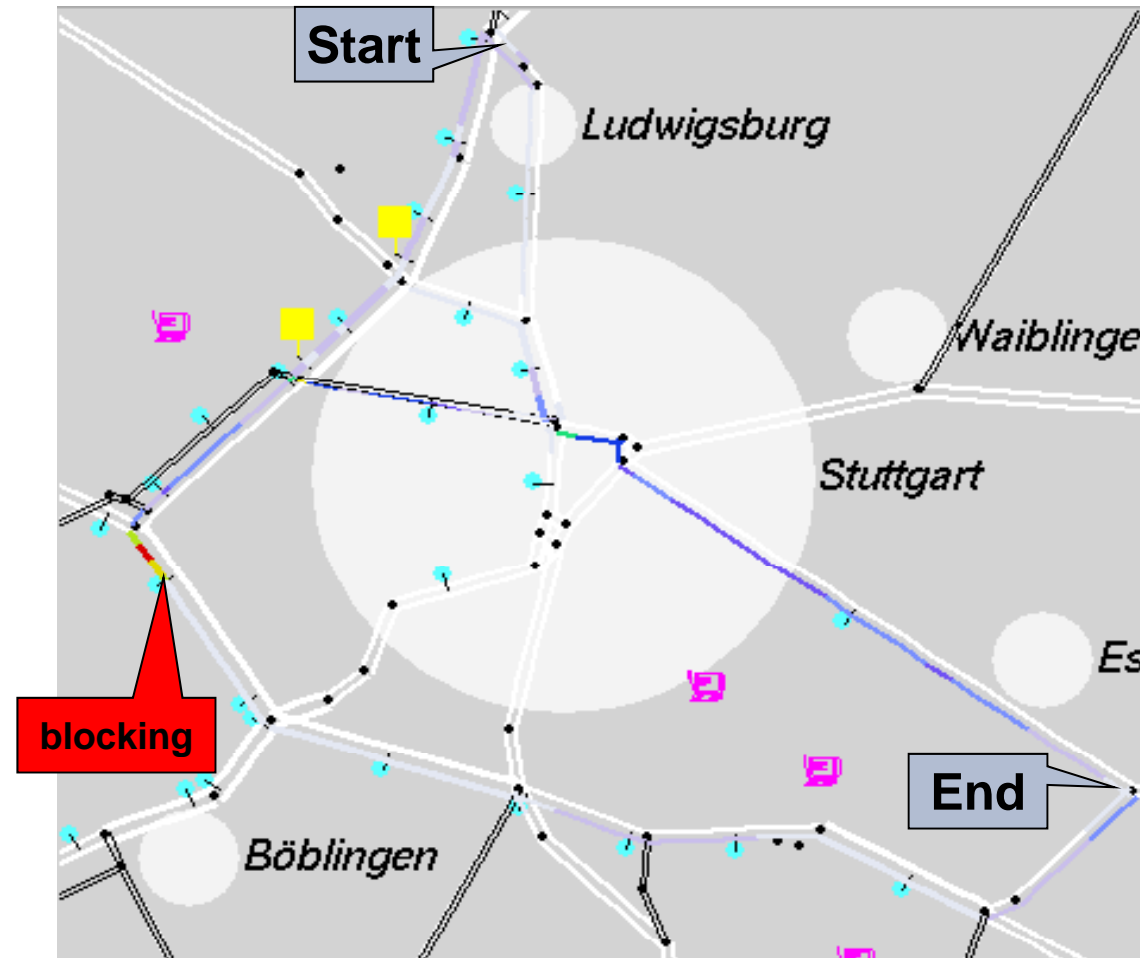 Start
Ludwigsburg
Waiblinge
Stuttgart
Es
blocking
End
Böblingen